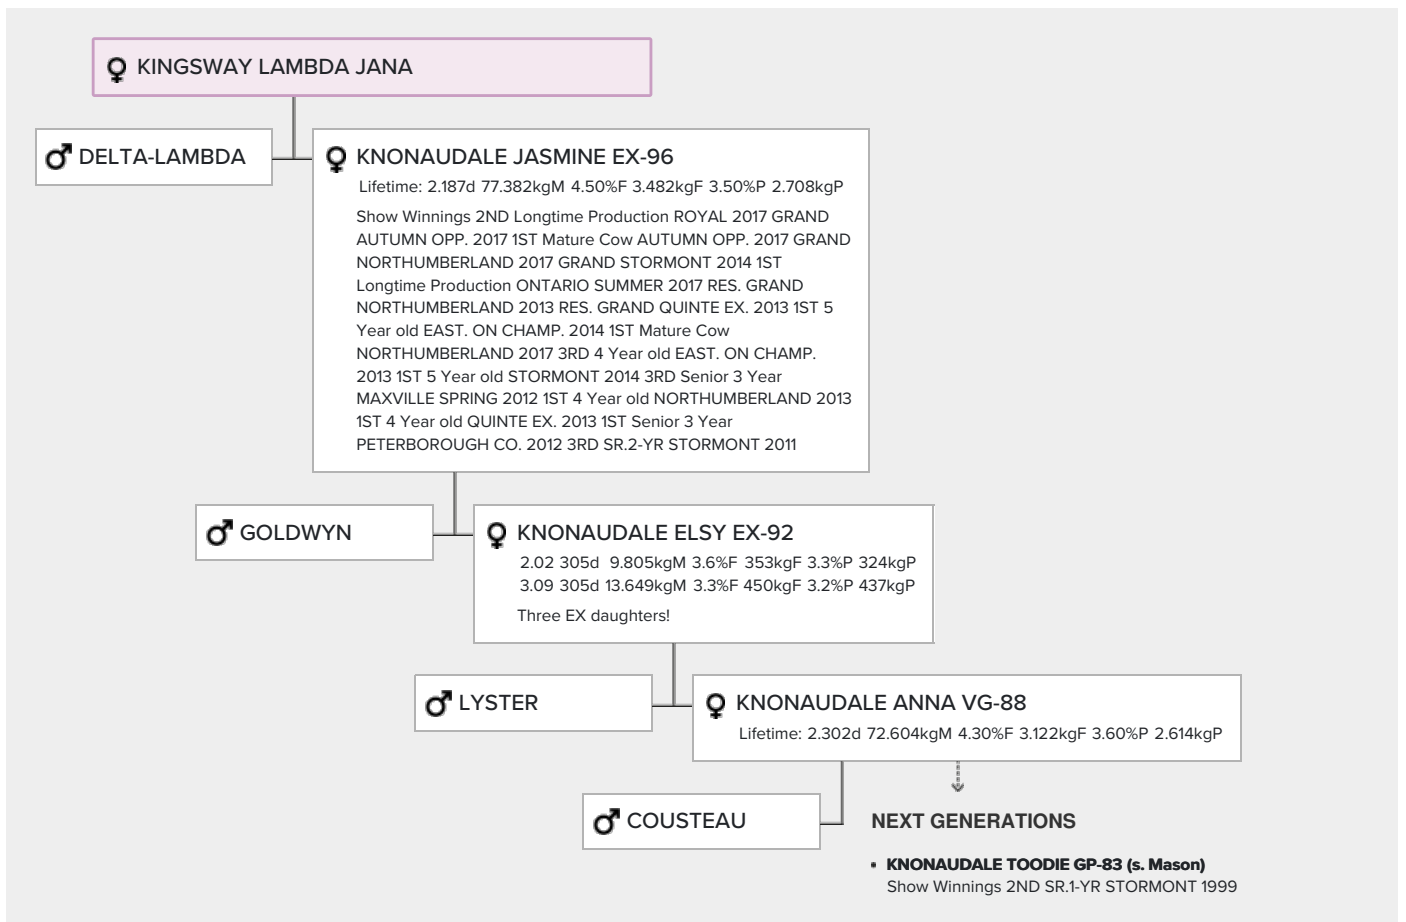 KINGSWAY LAMBDA JANA
DELTA-LAMBDA
KNONAUDALE JASMINE EX-96
Lifetime: 2.187d 77.382kgM 4.50%F 3.482kgF 3.50%P 2.708kgP
Show Winnings 2ND Longtime Production ROYAL 2017 GRAND
AUTUMN OPP. 2017 1ST Mature Cow AUTUMN OPP. 2017 GRAND
NORTHUMBERLAND 2017 GRAND STORMONT 2014 1ST
Longtime Production ONTARIO SUMMER 2017 RES. GRAND
NORTHUMBERLAND 2013 RES. GRAND QUINTE EX. 2013 1ST 5
Year old EAST. ON CHAMP. 2014 1ST Mature Cow
NORTHUMBERLAND 2017 3RD 4 Year old EAST. ON CHAMP.
2013 1ST 5 Year old STORMONT 2014 3RD Senior 3 Year
MAXVILLE SPRING 2012 1ST 4 Year old NORTHUMBERLAND 2013
1ST 4 Year old QUINTE EX. 2013 1ST Senior 3 Year
PETERBOROUGH CO. 2012 3RD SR.2-YR STORMONT 2011
GOLDWYN
KNONAUDALE ELSY EX-92
2.02 305d 9.805kgM 3.6%F 353kgF 3.3%P 324kgP
3.09 305d 13.649kgM 3.3%F 450kgF 3.2%P 437kgP
Three EX daughters!
LYSTER
KNONAUDALE ANNA VG-88
Lifetime: 2.302d 72.604kgM 4.30%F 3.122kgF 3.60%P 2.614kgP
COUSTEAU
NEXT GENERATIONS
• KNONAUDALE TOODIE GP-83 (s. Mason)
Show Winnings 2ND SR.1-YR STORMONT 1999